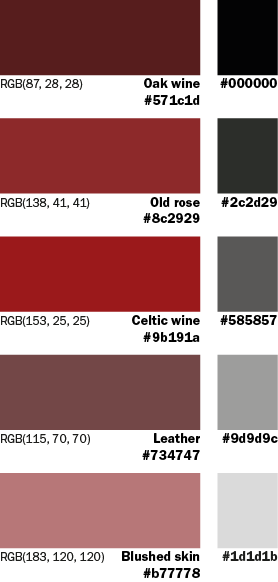 RGB(87, 28, 28) Oak wine #000000
#571c1d
RGB(138, 41, 41) Old rose #2c2d29
#8c2929
RGB(153, 25, 25) Celtic wine #585857
#9b191a
RGB(115, 70, 70) Leather #9d9d9c
#734747
RGB(183, 120, 120) Blushed skin #1d1d1b
#b77778